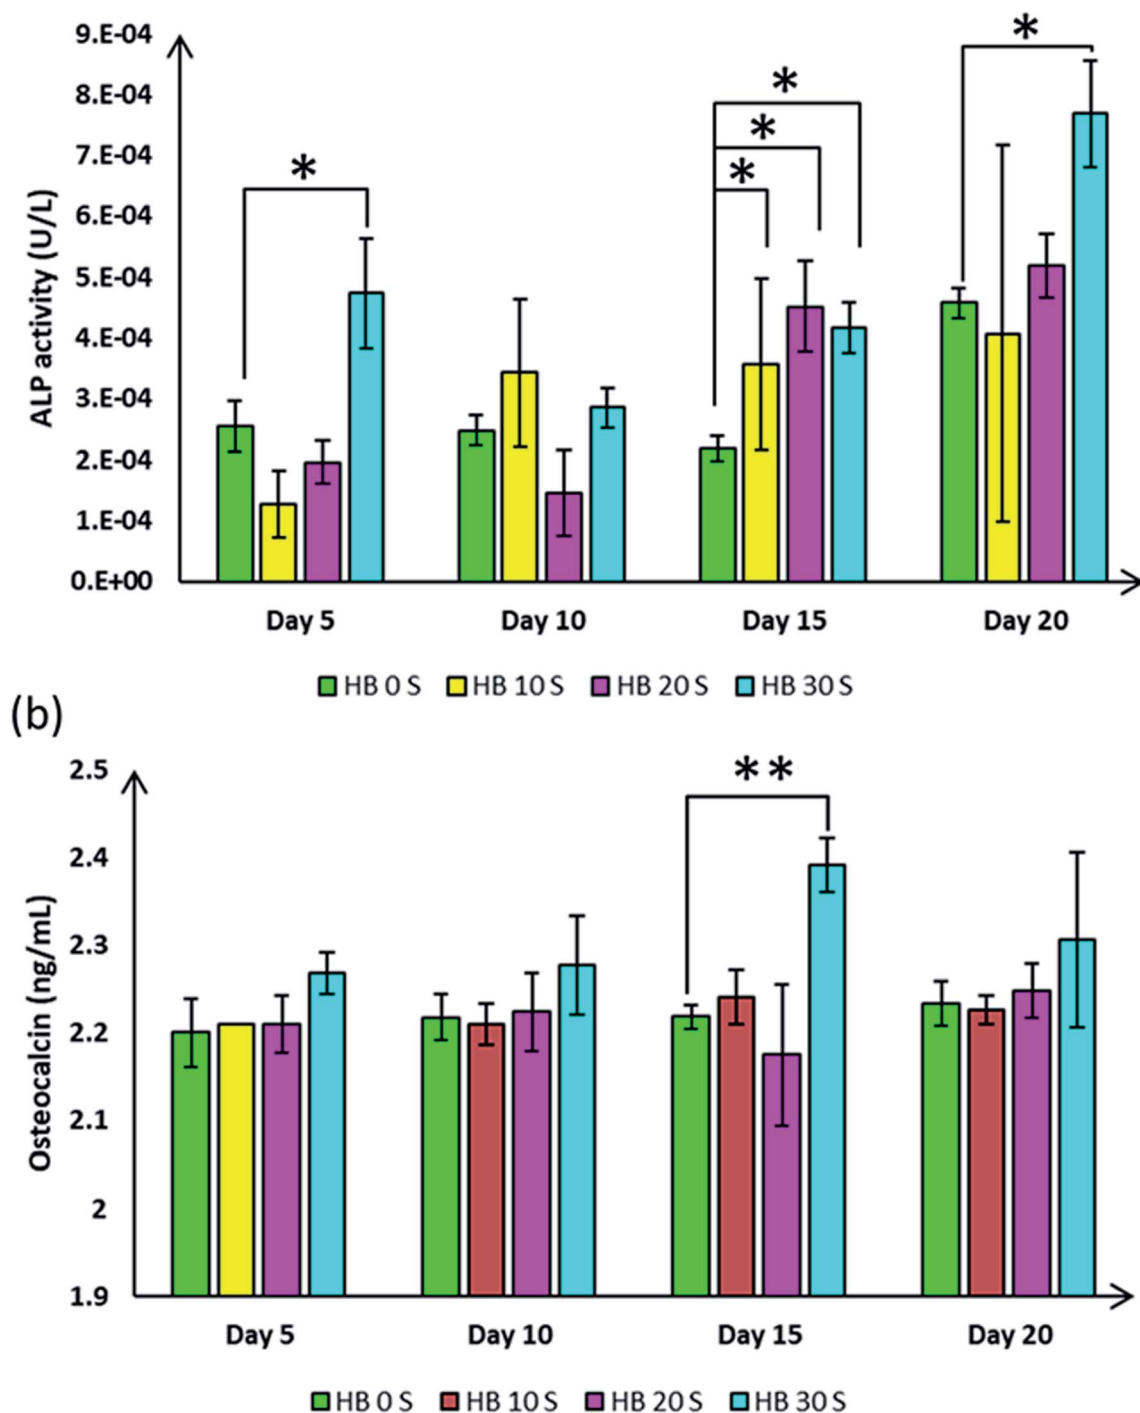 9.E-04
8.E-04
7.E-04
6.E-04
5.E-04
4.E-04
3.E-04
2.E-04
1.E-04
0.E+00
ALP activity (U/L)
*
*
*
*
*
Day 5 Day 10 Day 15 Day 20
HB 0 S HB 10 S HB 20 S HB 30 S
(b)
2.5
2.4
2.3
2.2
2.1
2
1.9
Osteocalcin (ng/mL)
**
Day 5 Day 10 Day 15 Day 20
HB 0 S HB 10 S HB 20 S HB 30 S